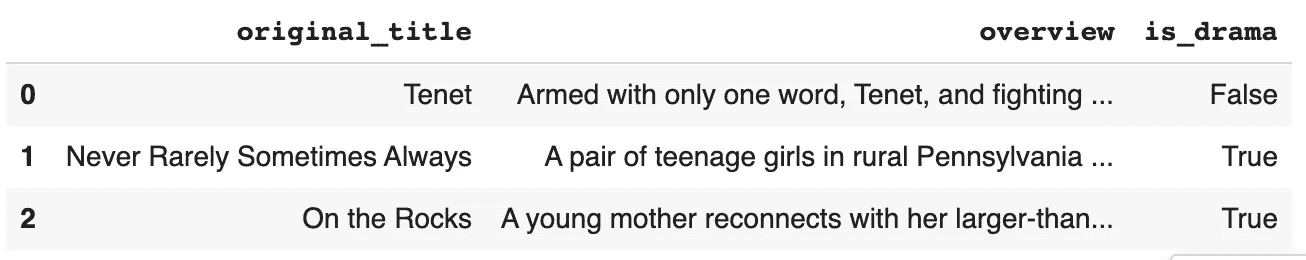 original_title overview is_drama
0 Tenet Armed with only one word, Tenet, and fighting ... False
1 Never Rarely Sometimes Always A pair of teenage girls in rural Pennsylvania ... True
2 On the Rocks A young mother reconnects with her larger-than... True